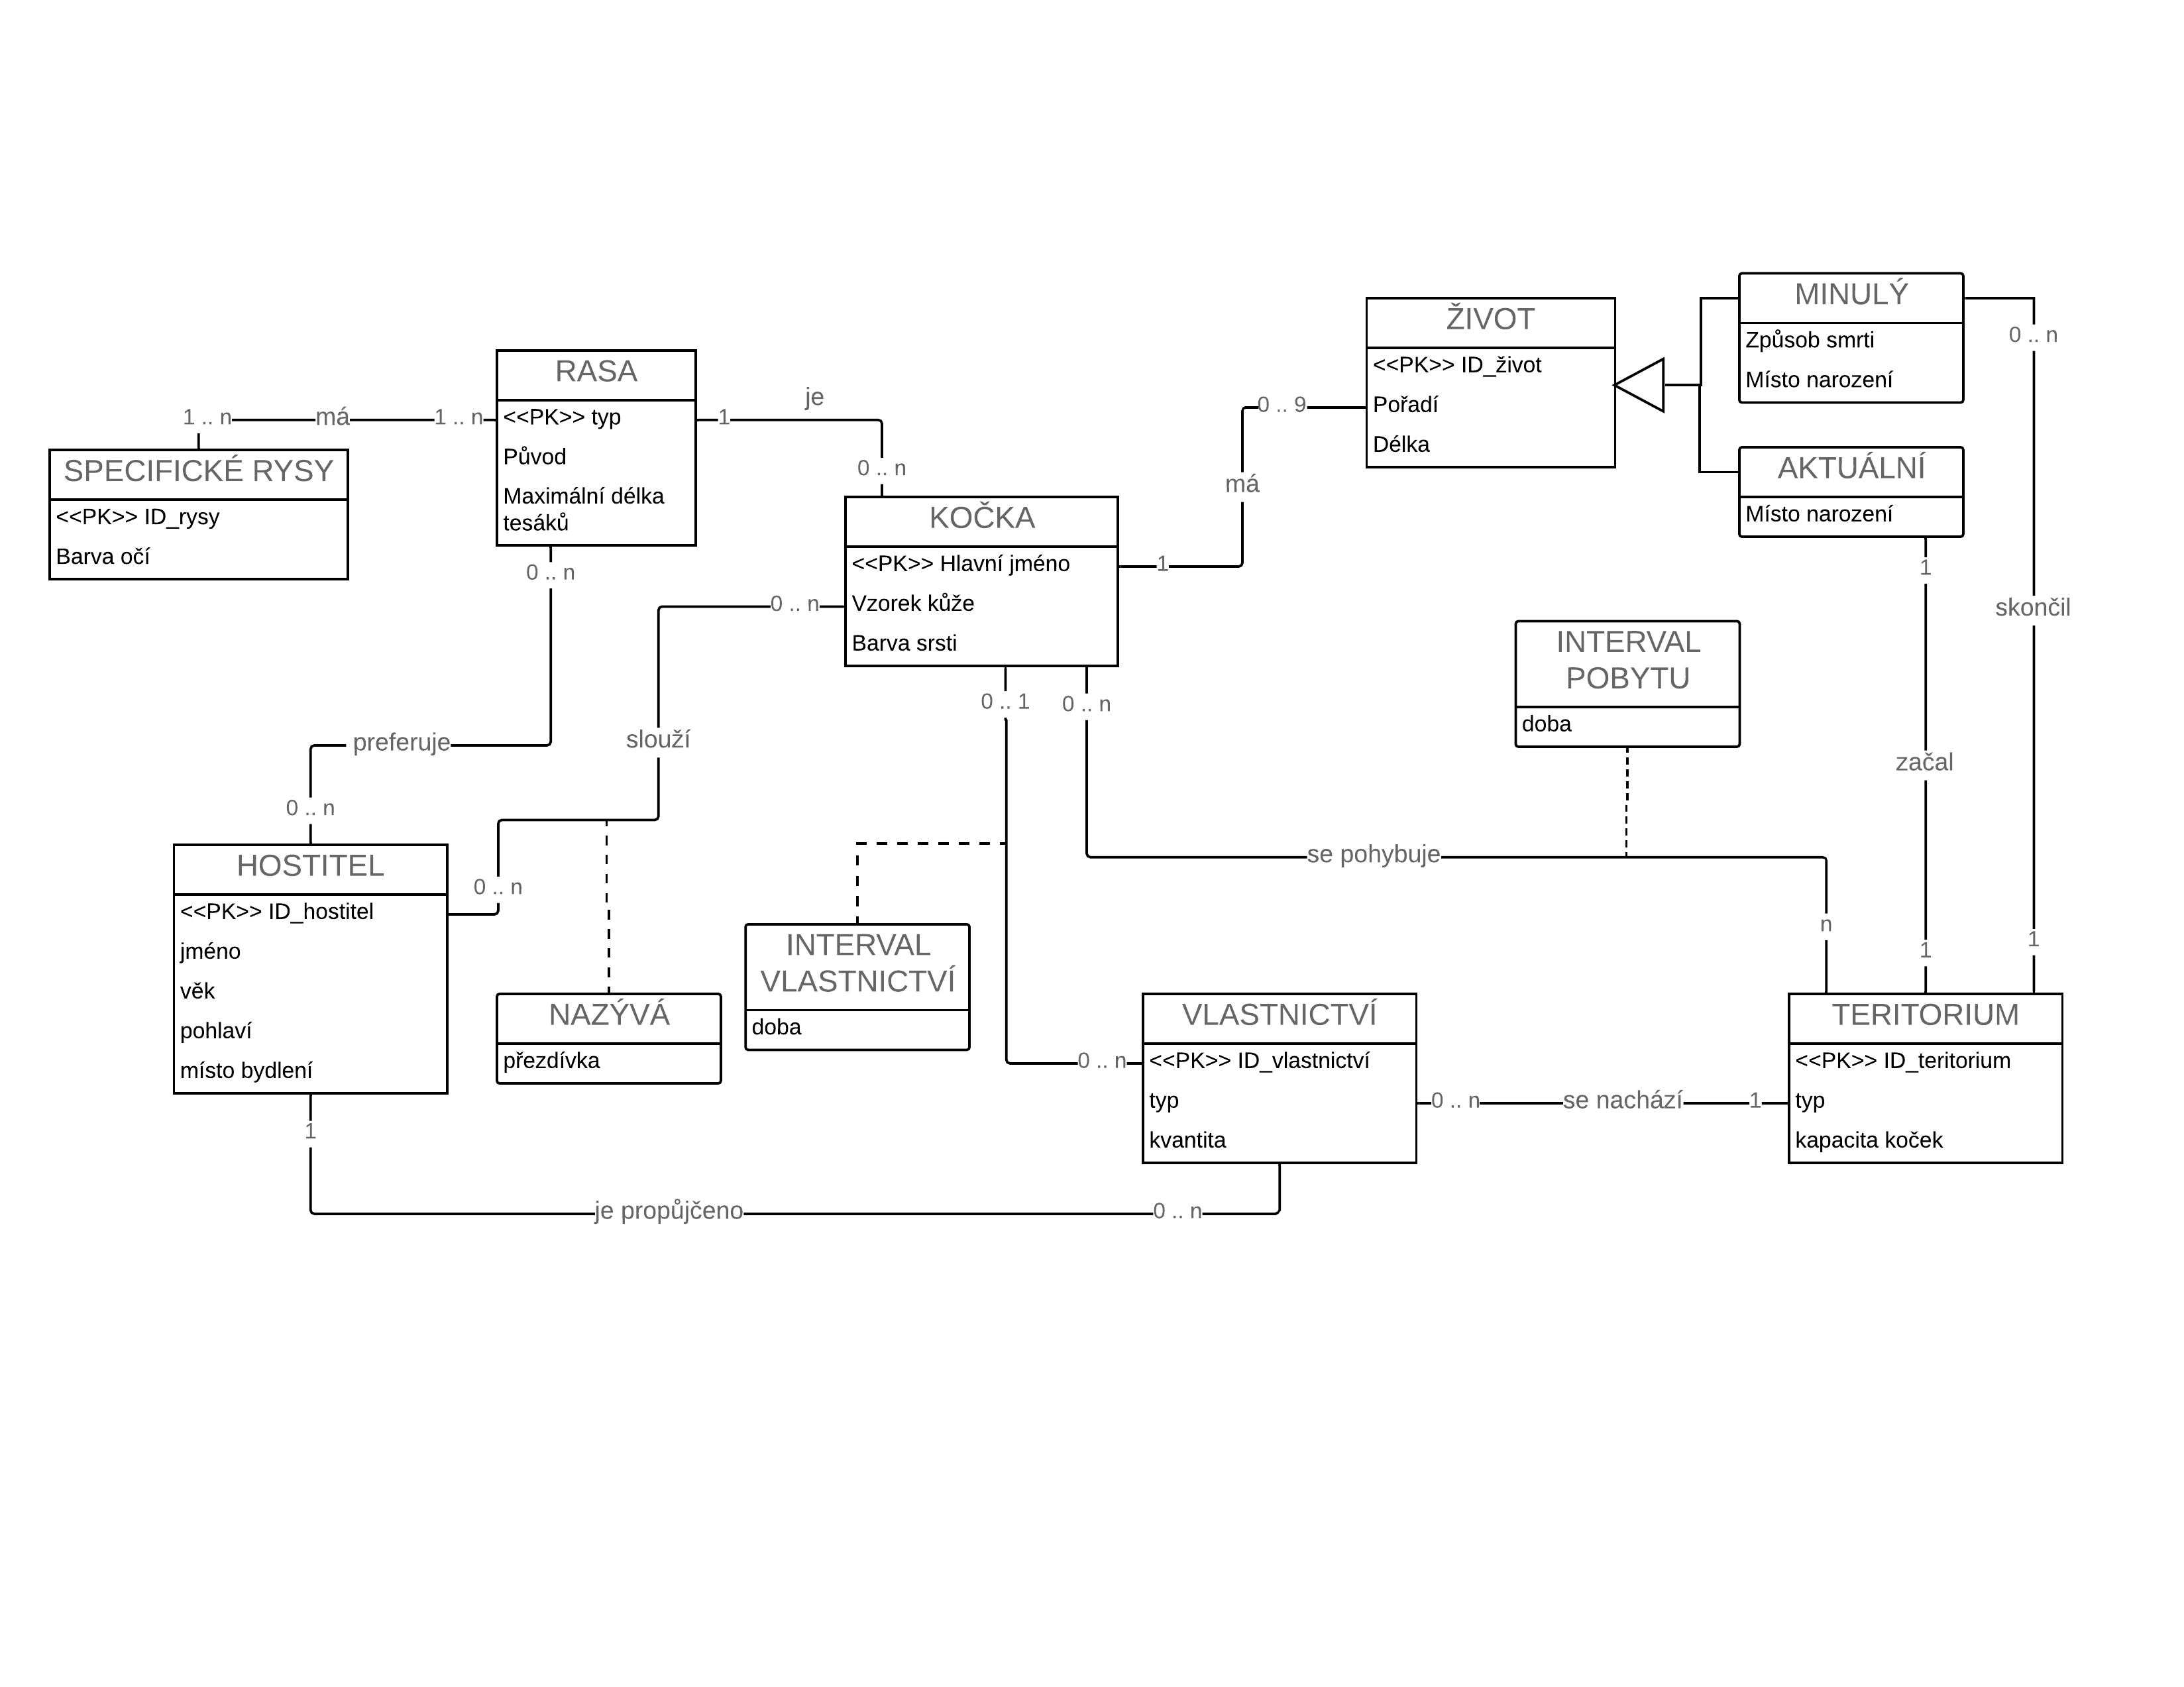 MINULÝ
Způsob smrti
Místo narození
0 .. n
ŽIVOT
<<PK>> ID_život
Pořadí
Délka
0 .. 9
má
AKTUÁLNÍ
Místo narození
1
začal
1
skončil
1
RASA
<<PK>> typ
Původ
Maximální délka
tesáků
1 .. n
má
1 .. n
SPECIFICKÉ RYSY
<<PK>> ID_rysy
Barva očí
1
je
0 .. n
KOČKA
<<PK>> Hlavní jméno
Vzorek kůže
Barva srsti
1
0 .. n
slouží
0 .. n
0 .. n
preferuje
0 .. n
0 .. 1
0 .. n
INTERVAL
POBYTU
doba
se pohybuje
n
HOSTITEL
<<PK>> ID_hostitel
jméno
věk
pohlaví
místo bydlení
NAZÝVÁ
přezdívka
INTERVAL
VLASTNICTVÍ
doba
0 .. n
VLASTNICTVÍ
<<PK>> ID_vlastnictví
typ
kvantita
0 .. n
se nachází
1
TERITORIUM
<<PK>> ID_teritorium
typ
kapacita koček
1
je propůjčeno
0 .. n